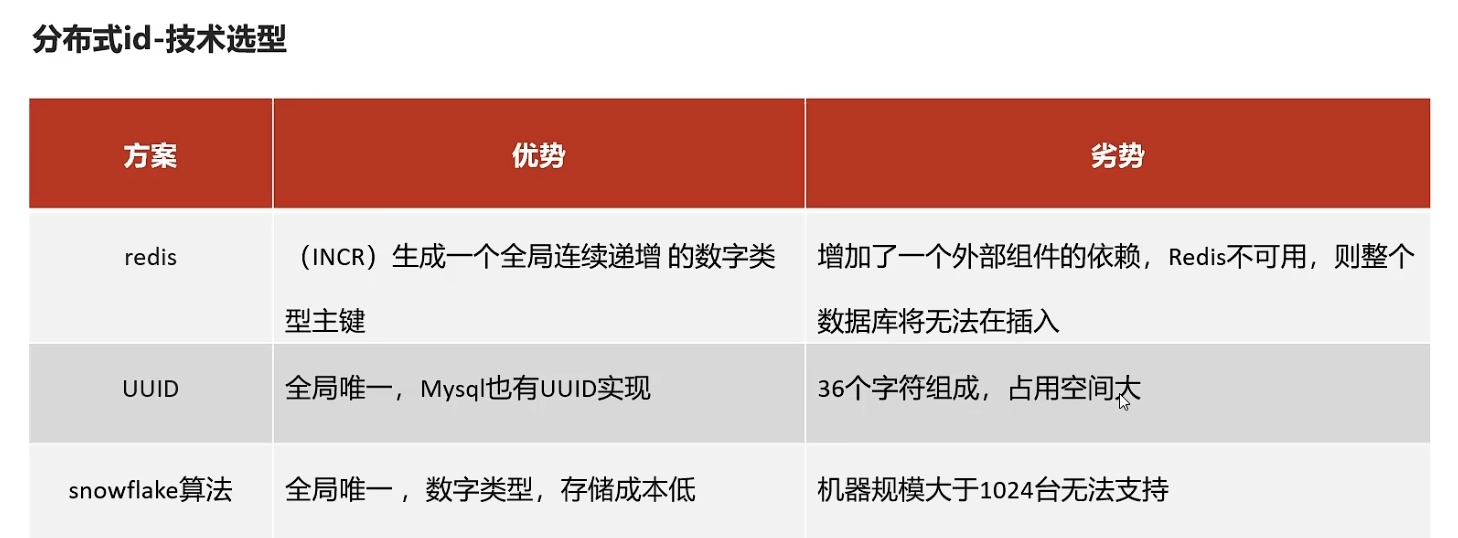 分布式id-技术选型
方案
优势
劣势
redis
（INCR）生成一个全局连续递增 的数字类
型主键
增加了一个外部组件的依赖，Redis不可用，则整个
数据库将无法在插入
UUID
全局唯一，Mysql也有UUID实现
36个字符组成，占用空间大
snowflake算法
全局唯一 ，数字类型，存储成本低
机器规模大于1024台无法支持